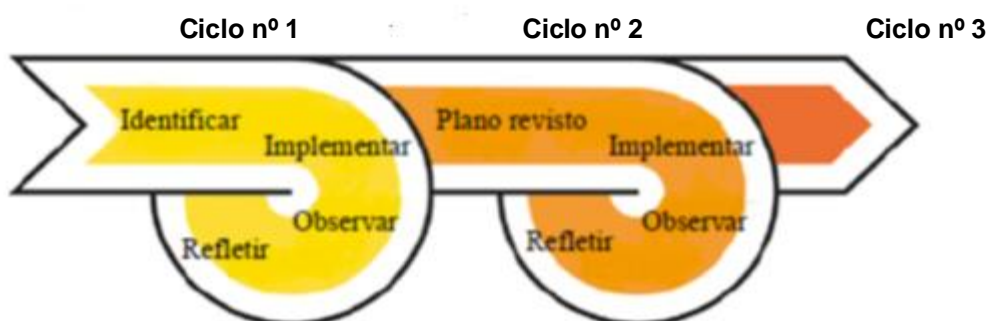 Ciclo nº 1
Ciclo nº 2
Ciclo nº 3
Identificar
Implementar
Observar
Refletir
Plano revisto
Implementar
Observar
Refletir